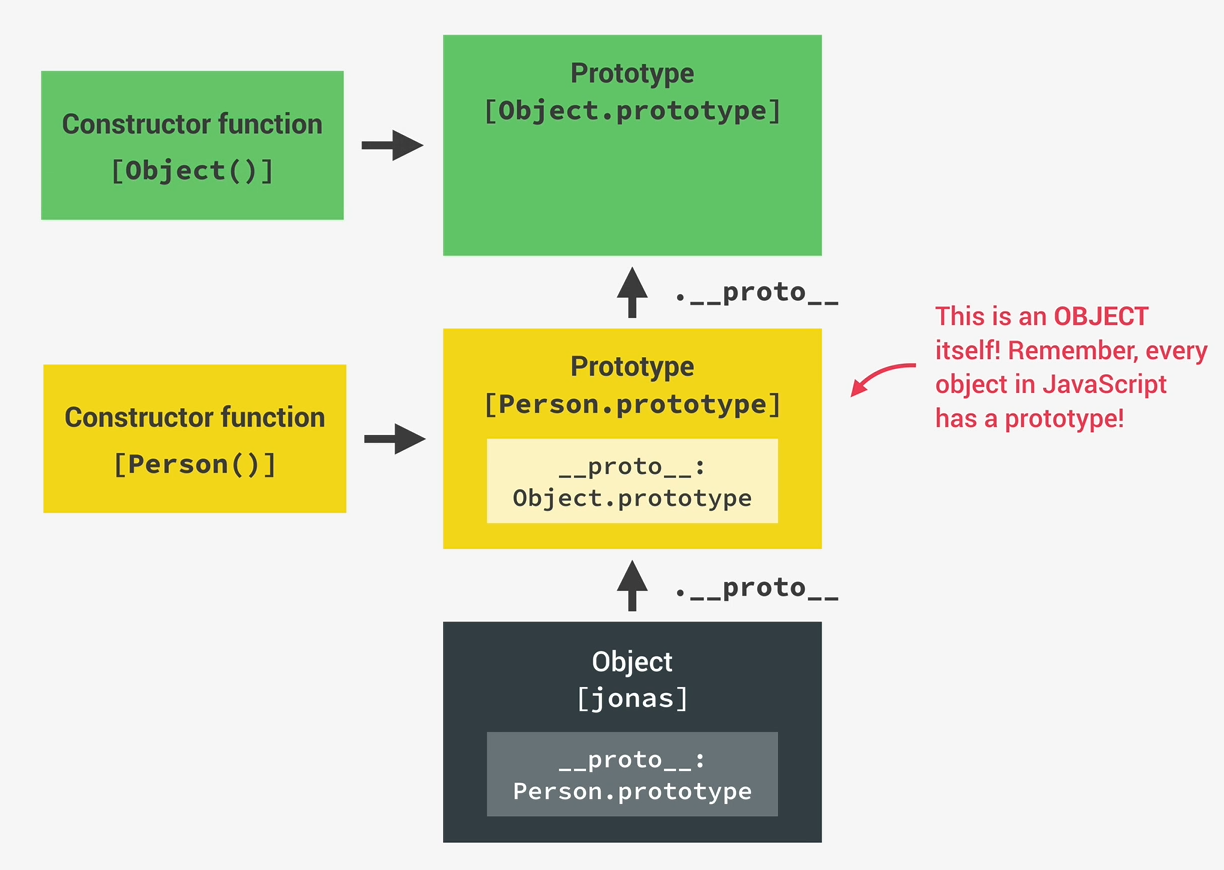 Constructor function
[Object()]
Prototype
[Object.prototype]
.__proto__
Constructor function
[Person()]
Prototype
[Person.prototype]
__proto__:
Object.prototype
This is an OBJECT
itself! Remember, every
object in JavaScript
has a prototype!
.__proto__
Object
[jonas]
__proto__:
Person.prototype